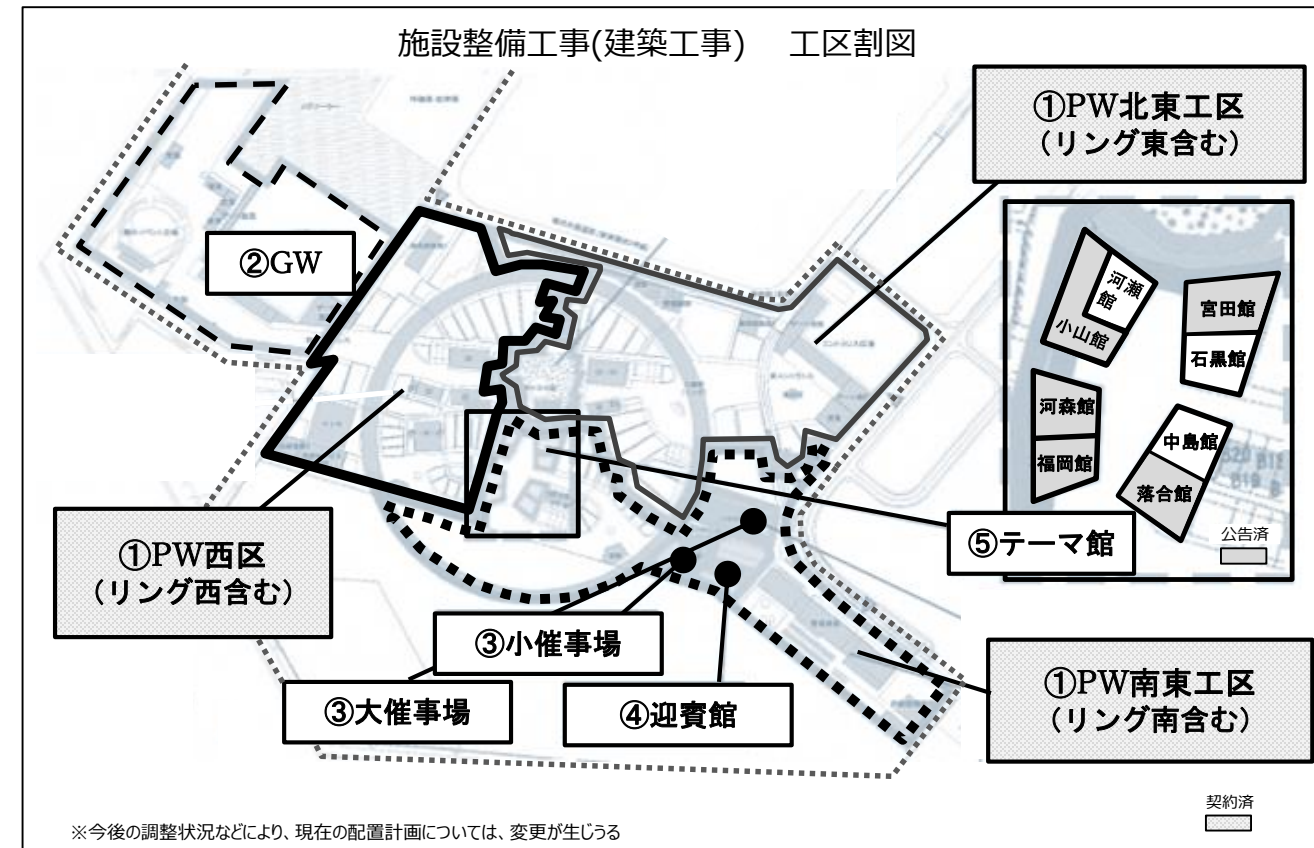 施設整備工事(建築工事)　工区割図
①PW北東工区
（リング東含む）
②GW
河瀬
館
小山館
宮田館
石黒館
河森館
福岡館
中島館
落合館
公告済
①PW西区
（リング西含む）
⑤テーマ館
③小催事場
③大催事場
④迎賓館
①PW南東工区
（リング南含む）
契約済
※今後の調整状況などにより、現在の配置計画については、変更が生じうる